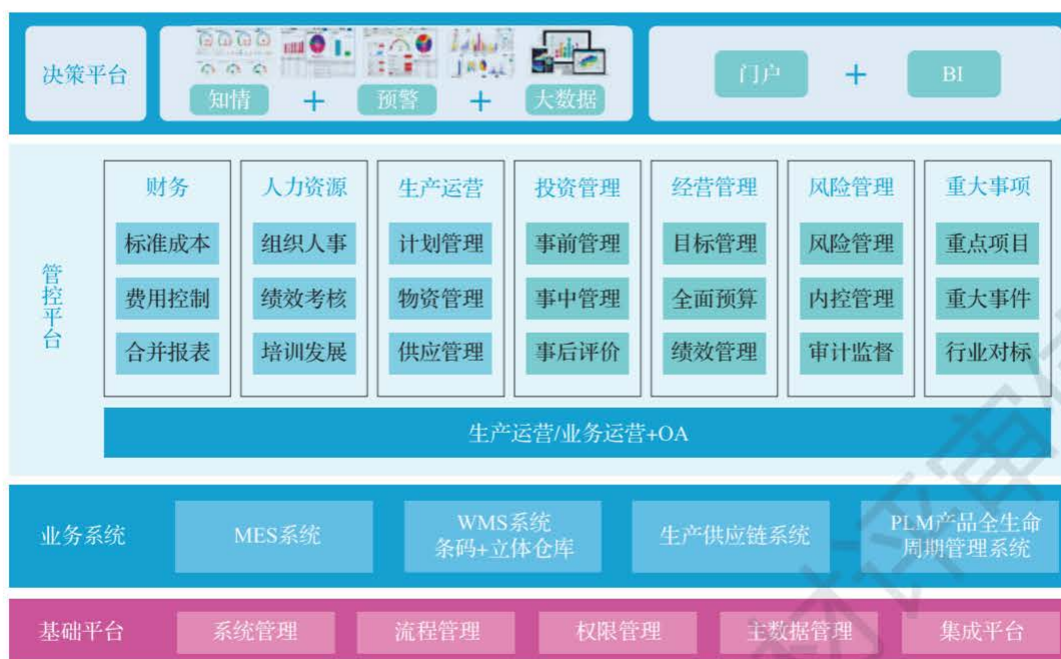 决策平台
知情 + 预警 + 大数据
门户 + BI
管控平台
财务
标准成本
费用控制
合并报表
人力资源
组织人事
绩效考核
培训发展
生产运营
计划管理
物资管理
供应管理
投资管理
事前管理
事中管理
事后评价
经营管理
目标管理
全面预算
绩效管理
风险管理
风险管理
内控管理
审计监督
重大事项
重点项目
重大事件
行业对标
生产运营/业务运营+OA
业务系统
MES系统
WMS系统
条码+立体仓库
生产供应链系统
PLM产品全生命
周期管理系统
基础平台
系统管理
流程管理
权限管理
主数据管理
集成平台